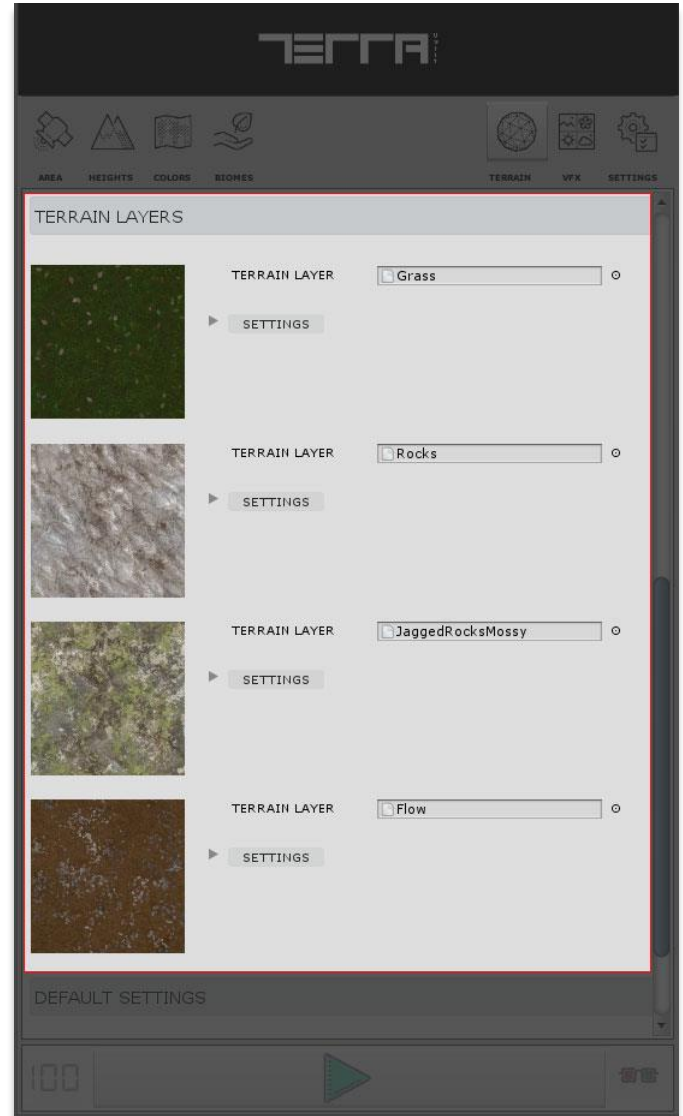 TERRA
AREA HEIGHTS COLORS BIOMES TERRAIN VFX SETTINGS
TERRAIN LAYERS
TERRAIN LAYER Grass
SETTINGS
TERRAIN LAYER Rocks
SETTINGS
TERRAIN LAYER JaggedRocksMossy
SETTINGS
TERRAIN LAYER Flow
SETTINGS
DEFAULT SETTINGS
100